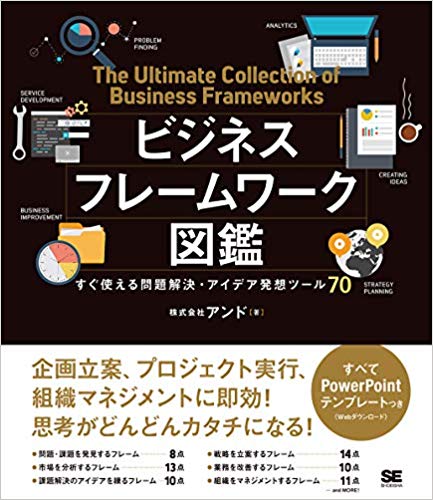 PROBLEM
FINDING
ANALYTICS
The Ultimate Collection of
Business Frameworks
SERVICE
DEVELOPMENT
ビジネス
フレームワーク
図鑑
CREATING
IDEAS
BUSINESS
IMPROVEMENT
すぐ使える問題解決・アイデア発想ツール70
STRATEGY
PLANNING
株式会社アンド［著］
企画立案、プロジェクト実行、
組織マネジメントに即効！
思考がどんどんカタチになる！
すべて
PowerPoint
テンプレートつき
（Webダウンロード）
●問題・課題を発見するフレーム 8点
●市場を分析するフレーム 13点
●課題解決のアイデアを練るフレーム 10点
●戦略を立案するフレーム 14点
●業務を改善するフレーム 10点
●組織をマネジメントするフレーム 11点
— and MORE!
SE
SHOEISHA